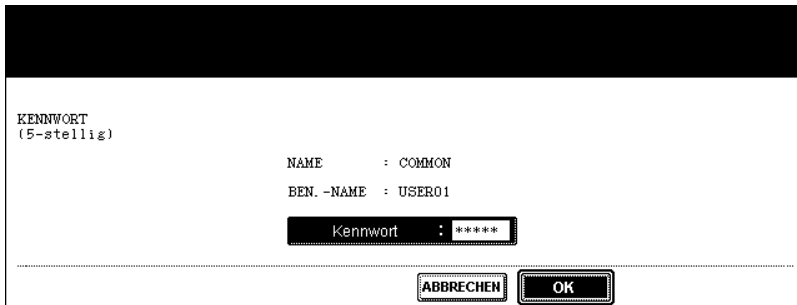 KENNWORT
(5-stellig)
NAME : COMMON
BEN.-NAME : USER01
Kennwort : *****
ABBRECHEN OK